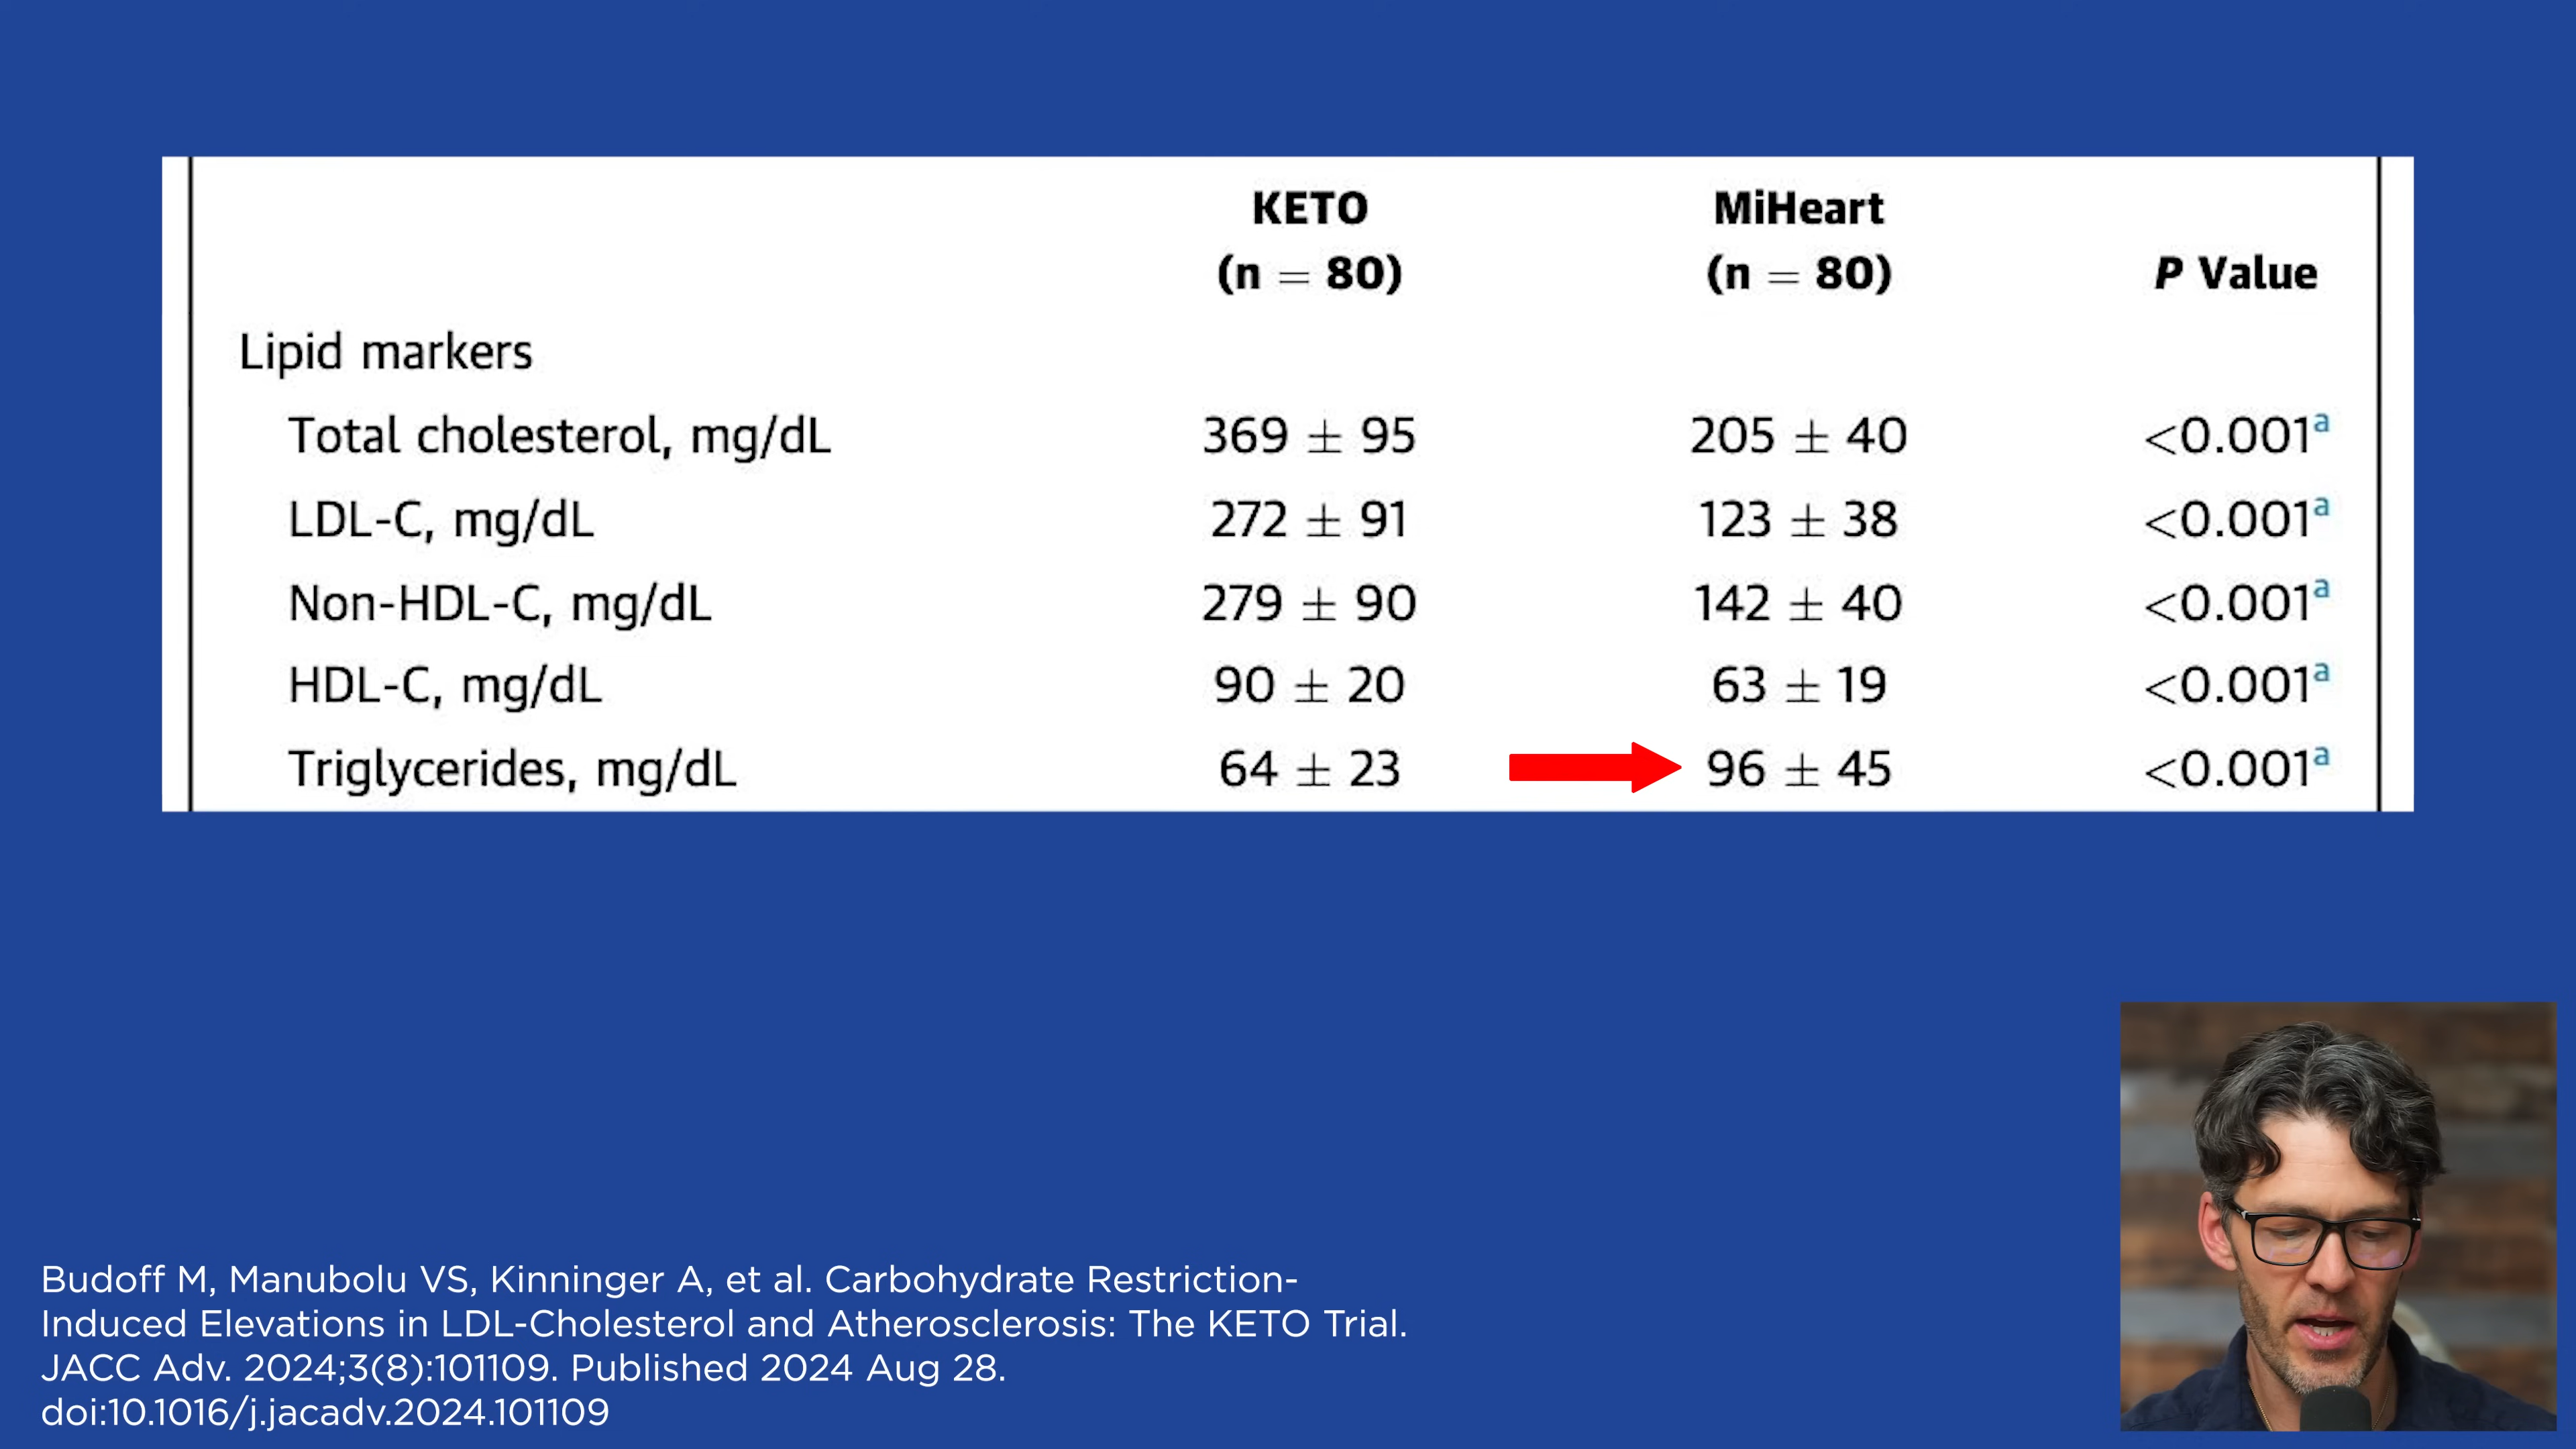 KETO MiHeart
(n = 80) (n = 80) P Value
Lipid markers
Total cholesterol, mg/dL 369 ± 95 205 ± 40 <0.001a
LDL-C, mg/dL 272 ± 91 123 ± 38 <0.001a
Non-HDL-C, mg/dL 279 ± 90 142 ± 40 <0.001a
HDL-C, mg/dL 90 ± 20 63 ± 19 <0.001a
Triglycerides, mg/dL 64 ± 23 96 ± 45 <0.001a
Budoff M, Manubolu VS, Kinninger A, et al. Carbohydrate Restriction-
Induced Elevations in LDL-Cholesterol and Atherosclerosis: The KETO Trial.
JACC Adv. 2024;3(8):101109. Published 2024 Aug 28.
doi:10.1016/j.jacadv.2024.101109